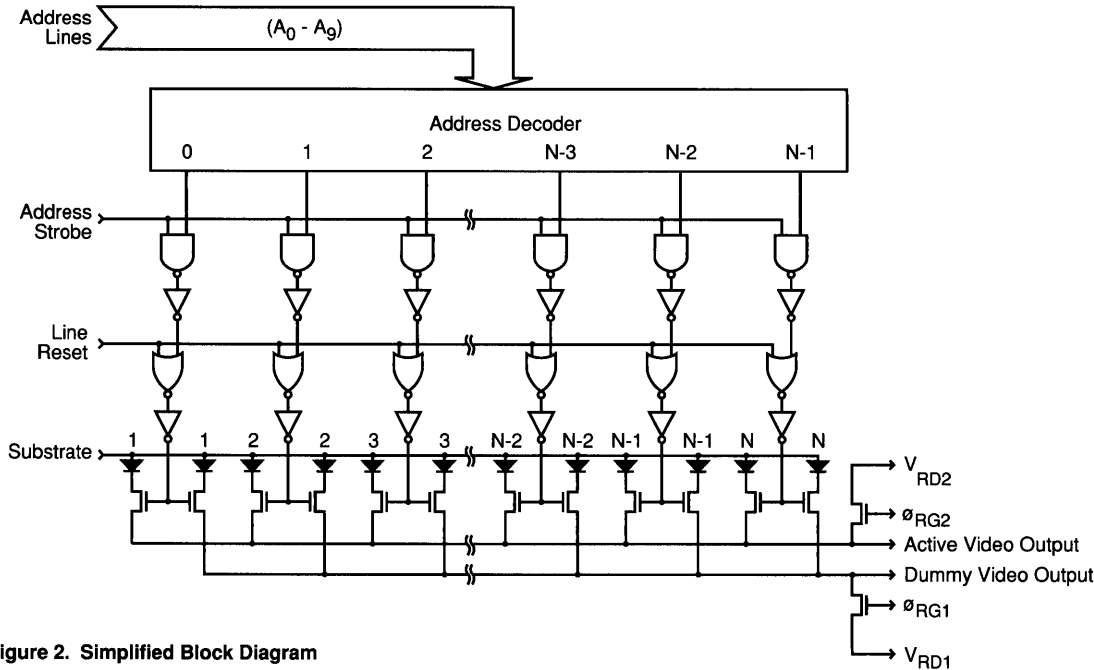 Address Lines
(A0 - A9)
Address Decoder
0 1 2 N-3 N-2 N-1
Address Strobe
Line Reset
Substrate
1 1 2 2 3 3 N-2 N-2 N-1 N-1 N N
VRD2
øRG2
Active Video Output
Dummy Video Output
øRG1
VRD1
igure 2. Simplified Block Diagram